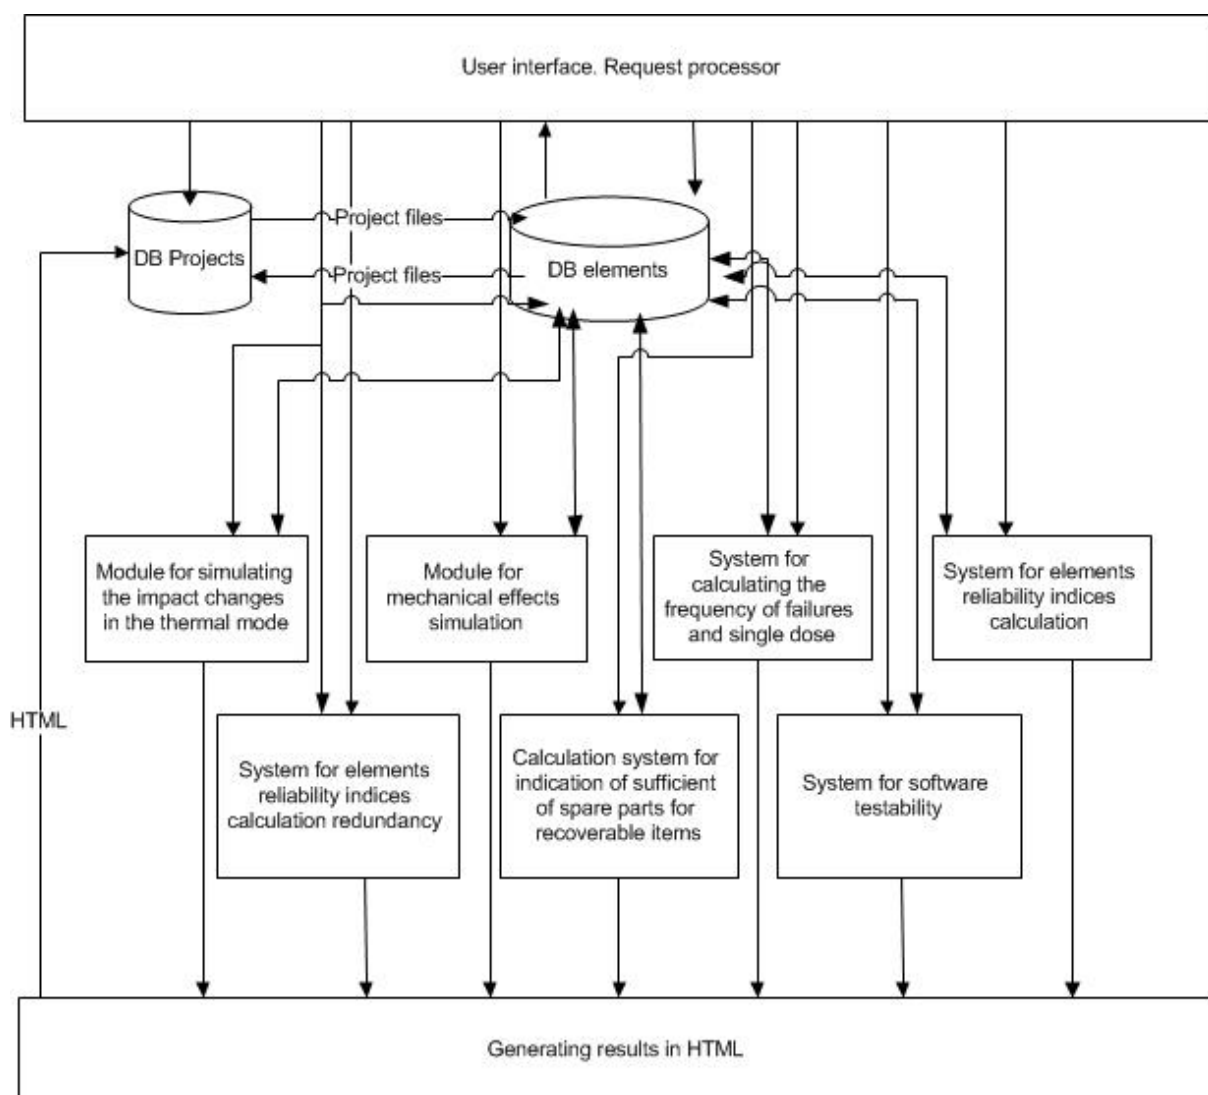 User interface. Request processor
Project files
DB Projects
DB elements
Project files
Module for simulating
the impact changes
in the thermal mode
Module for
mechanical effects
simulation
System for
calculating the
frequency of failures
and single dose
System for elements
reliability indices
calculation
HTML
System for elements
reliability indices
calculation redundancy
Calculation system for
indication of sufficient
of spare parts for
recoverable items
System for software
testability
Generating results in HTML